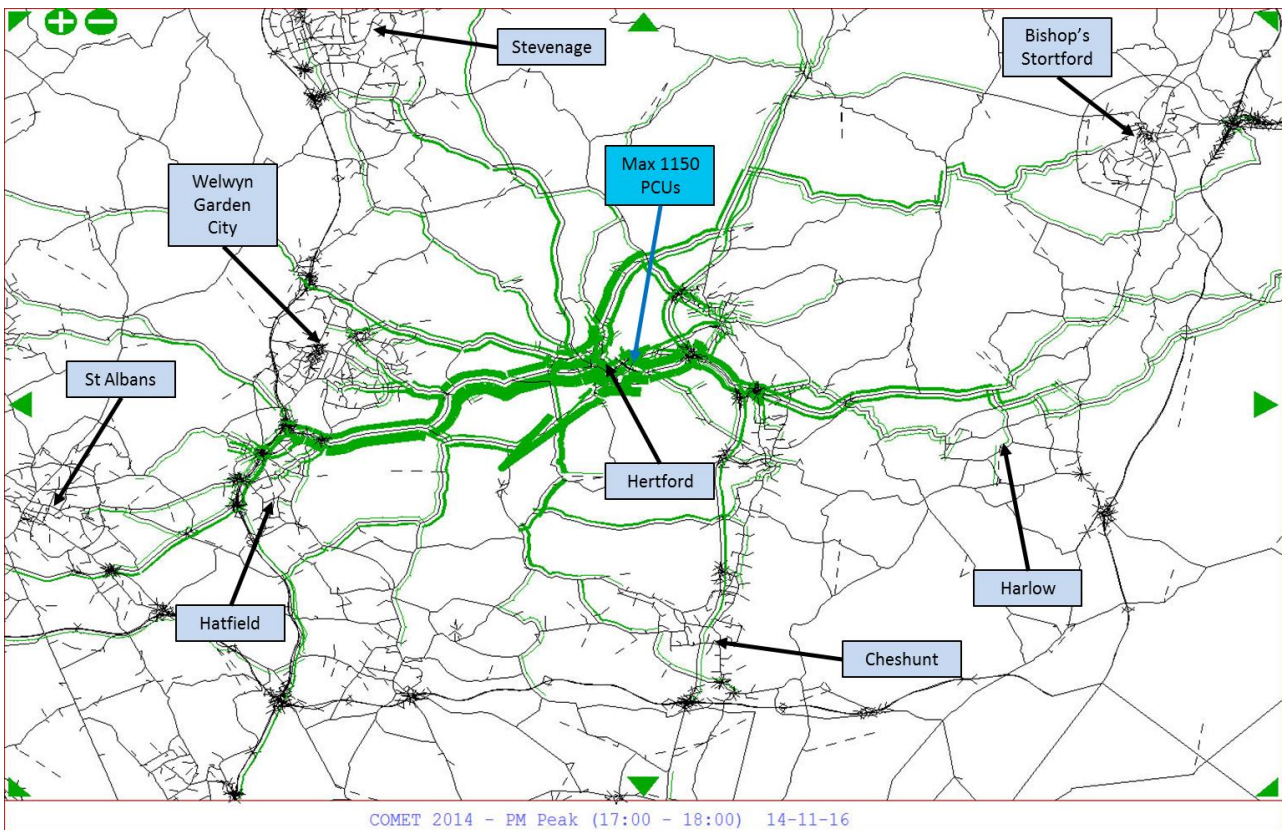 Stevenage
Bishop's
Stortford
Max 1150
PCUs
Welwyn
Garden
City
St Albans
Hertford
Harlow
Hatfield
Cheshunt
COMET 2014 - PM Peak (17:00 - 18:00) 14-11-16